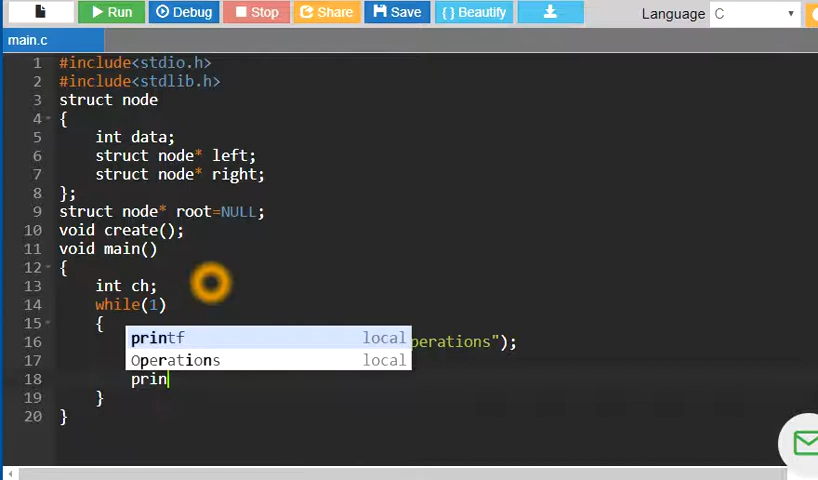 Run Debug Stop Share Save { } Beautify Language C
main.c
1 #include<stdio.h>
2 #include<stdlib.h>
3 struct node
4 {
5 int data;
6 struct node* left;
7 struct node* right;
8 };
9 struct node* root=NULL;
10 void create();
11 void main()
12 {
13 int ch;
14 while(1)
15 {
printf local
16 perations");
17 Operations local
18 prin
19 }
20 }